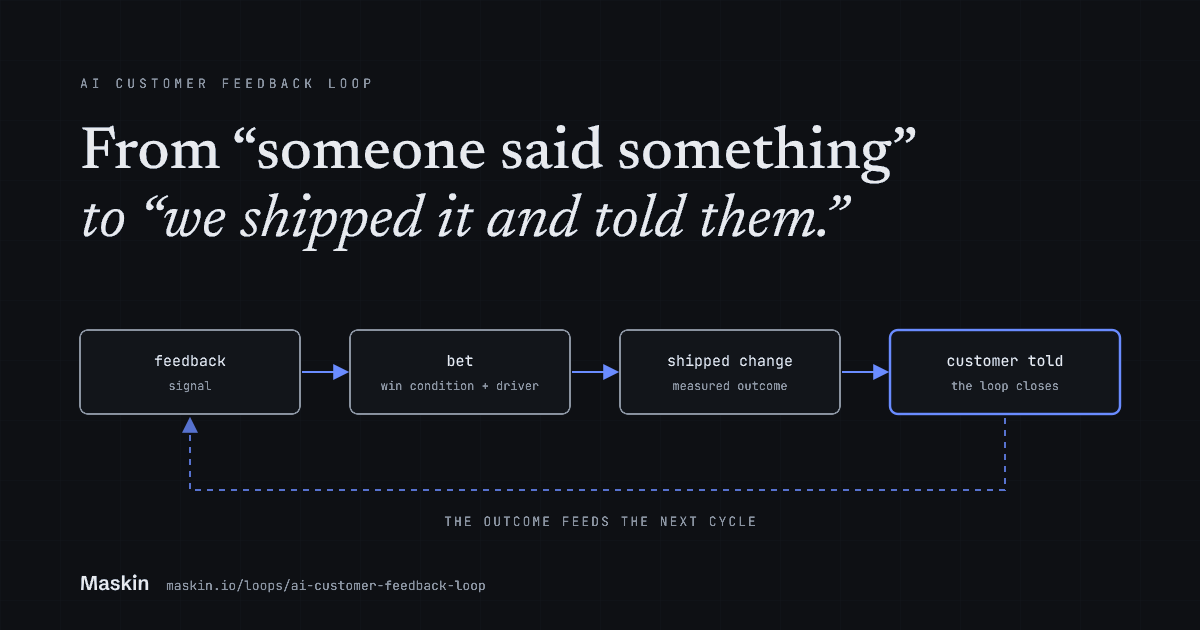 AI CUSTOMER FEEDBACK LOOP
From “someone said something”
to “we shipped it and told them.”
feedback
signal
bet
win condition + driver
shipped change
measured outcome
customer told
the loop closes
THE OUTCOME FEEDS THE NEXT CYCLE
Maskin maskin.io/loops/ai-customer-feedback-loop